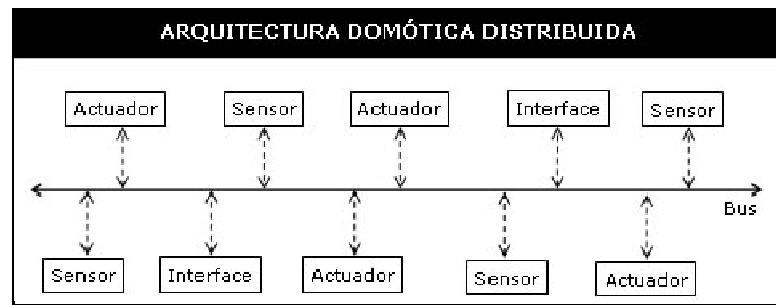 ARQUITECTURA DOMÓTICA DISTRIBUIDA
Actuador Sensor Actuador Interface Sensor
Bus
Sensor Interface Actuador Sensor Actuador